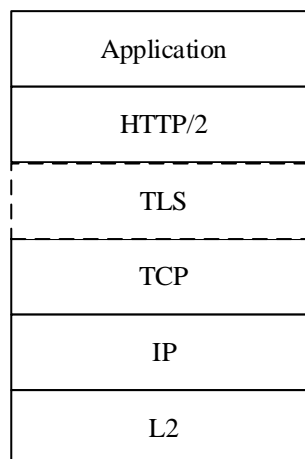 Application
HTTP/2
TLS
TCP
IP
L2